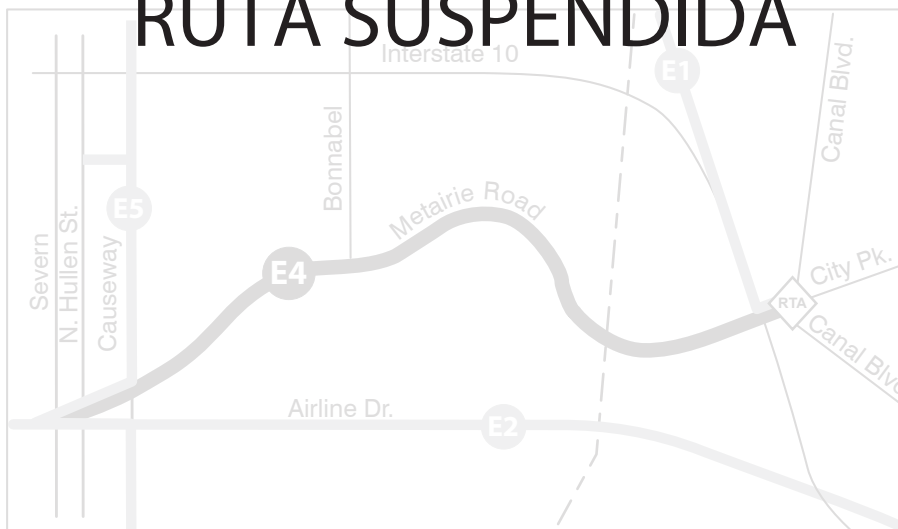 RUTA SUSPENDIDA
Interstate 10
E1
Canal Blvd.
Bonnabel
Metairie Road
E5
Severn
N. Hullen St.
Causeway
E4
City Pk.
RTA
Canal Blvd
Airline Dr.
E2